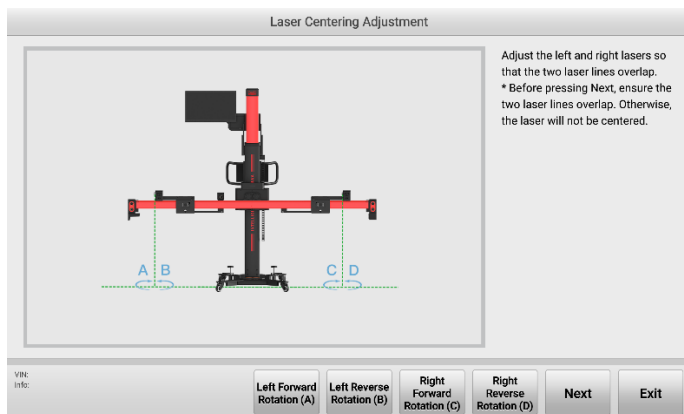 Laser Centering Adjustment
Adjust the left and right lasers so
that the two laser lines overlap.
* Before pressing Next, ensure the
two laser lines overlap. Otherwise,
the laser will not be centered.
A B
C D
VIN:
Info:
Left Forward
Rotation (A)
Left Reverse
Rotation (B)
Right
Forward
Rotation (C)
Right
Reverse
Rotation (D)
Next
Exit